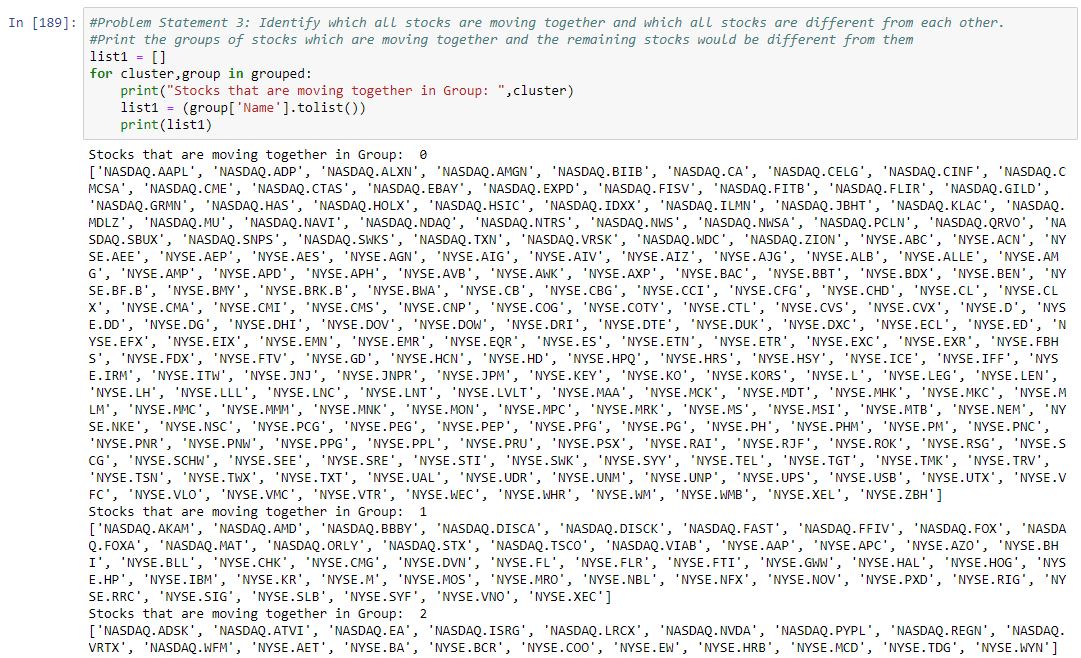 In [189]: #Problem Statement 3: Identify which all stocks are moving together and which all stocks are different from each other.
#Print the groups of stocks which are moving together and the remaining stocks would be different from them
list1 = []
for cluster,group in grouped:
    print("Stocks that are moving together in Group: ",cluster)
    list1 = (group['Name'].tolist())
    print(list1)
Stocks that are moving together in Group:  0
['NASDAQ.AAPL', 'NASDAQ.ADP', 'NASDAQ.ALXN', 'NASDAQ.AMGN', 'NASDAQ.BIIB', 'NASDAQ.CA', 'NASDAQ.CELG', 'NASDAQ.CINF', 'NASDAQ.C
MCSA', 'NASDAQ.CME', 'NASDAQ.CTAS', 'NASDAQ.EBAY', 'NASDAQ.EXPD', 'NASDAQ.FISV', 'NASDAQ.FITB', 'NASDAQ.FLIR', 'NASDAQ.GILD',
'NASDAQ.GRMN', 'NASDAQ.HAS', 'NASDAQ.HOLX', 'NASDAQ.HSIC', 'NASDAQ.IDXX', 'NASDAQ.ILMN', 'NASDAQ.JBHT', 'NASDAQ.KLAC', 'NASDAQ.
MDLZ', 'NASDAQ.MU', 'NASDAQ.NAVI', 'NASDAQ.NDAQ', 'NASDAQ.NTRS', 'NASDAQ.NWS', 'NASDAQ.NWSA', 'NASDAQ.PCLN', 'NASDAQ.QRVO', 'NA
SDAQ.SBUX', 'NASDAQ.SNPS', 'NASDAQ.SWKS', 'NASDAQ.TXN', 'NASDAQ.VRSK', 'NASDAQ.WDC', 'NASDAQ.ZION', 'NYSE.ABC', 'NYSE.ACN', 'NY
SE.AEE', 'NYSE.AEP', 'NYSE.AES', 'NYSE.AGN', 'NYSE.AIG', 'NYSE.AIV', 'NYSE.AIZ', 'NYSE.AJG', 'NYSE.ALB', 'NYSE.ALLE', 'NYSE.AM
G', 'NYSE.AMP', 'NYSE.APD', 'NYSE.APH', 'NYSE.AVB', 'NYSE.AWK', 'NYSE.AXP', 'NYSE.BAC', 'NYSE.BBT', 'NYSE.BDX', 'NYSE.BEN', 'NY
SE.BF.B', 'NYSE.BMY', 'NYSE.BRK.B', 'NYSE.BWA', 'NYSE.CB', 'NYSE.CBG', 'NYSE.CCI', 'NYSE.CFG', 'NYSE.CHD', 'NYSE.CL', 'NYSE.CL
X', 'NYSE.CMA', 'NYSE.CMI', 'NYSE.CMS', 'NYSE.CNP', 'NYSE.COG', 'NYSE.COTY', 'NYSE.CTL', 'NYSE.CVS', 'NYSE.CVX', 'NYSE.D', 'NYS
E.DD', 'NYSE.DG', 'NYSE.DHI', 'NYSE.DOV', 'NYSE.DOW', 'NYSE.DRI', 'NYSE.DTE', 'NYSE.DUK', 'NYSE.DXC', 'NYSE.ECL', 'NYSE.ED', 'N
YSE.EFX', 'NYSE.EIX', 'NYSE.EMN', 'NYSE.EMR', 'NYSE.EQR', 'NYSE.ES', 'NYSE.ETN', 'NYSE.ETR', 'NYSE.EXC', 'NYSE.EXR', 'NYSE.FBH
S', 'NYSE.FDX', 'NYSE.FTV', 'NYSE.GD', 'NYSE.HCN', 'NYSE.HD', 'NYSE.HPQ', 'NYSE.HRS', 'NYSE.HSY', 'NYSE.ICE', 'NYSE.IFF', 'NYS
E.IRM', 'NYSE.ITW', 'NYSE.JNJ', 'NYSE.JNPR', 'NYSE.JPM', 'NYSE.KEY', 'NYSE.KO', 'NYSE.KORS', 'NYSE.L', 'NYSE.LEG', 'NYSE.LEN',
'NYSE.LH', 'NYSE.LLL', 'NYSE.LNC', 'NYSE.LNT', 'NYSE.LVLT', 'NYSE.MAA', 'NYSE.MCK', 'NYSE.MDT', 'NYSE.MHK', 'NYSE.MKC', 'NYSE.M
LM', 'NYSE.MMC', 'NYSE.MMM', 'NYSE.MNK', 'NYSE.MON', 'NYSE.MPC', 'NYSE.MRK', 'NYSE.MS', 'NYSE.MSI', 'NYSE.MTB', 'NYSE.NEM', 'NY
SE.NKE', 'NYSE.NSC', 'NYSE.PCG', 'NYSE.PEG', 'NYSE.PEP', 'NYSE.PFG', 'NYSE.PG', 'NYSE.PH', 'NYSE.PHM', 'NYSE.PM', 'NYSE.PNC',
'NYSE.PNR', 'NYSE.PNW', 'NYSE.PPG', 'NYSE.PPL', 'NYSE.PRU', 'NYSE.PSX', 'NYSE.RAI', 'NYSE.RJF', 'NYSE.ROK', 'NYSE.RSG', 'NYSE.S
CG', 'NYSE.SCHW', 'NYSE.SEE', 'NYSE.SRE', 'NYSE.STI', 'NYSE.SWK', 'NYSE.SYY', 'NYSE.TEL', 'NYSE.TGT', 'NYSE.TMK', 'NYSE.TRV',
'NYSE.TSN', 'NYSE.TWX', 'NYSE.TXT', 'NYSE.UAL', 'NYSE.UDR', 'NYSE.UNM', 'NYSE.UNP', 'NYSE.UPS', 'NYSE.USB', 'NYSE.UTX', 'NYSE.V
FC', 'NYSE.VLO', 'NYSE.VMC', 'NYSE.VTR', 'NYSE.WEC', 'NYSE.WHR', 'NYSE.WM', 'NYSE.WMB', 'NYSE.XEL', 'NYSE.ZBH']
Stocks that are moving together in Group:  1
['NASDAQ.AKAM', 'NASDAQ.AMD', 'NASDAQ.BBBY', 'NASDAQ.DISCA', 'NASDAQ.DISCK', 'NASDAQ.FAST', 'NASDAQ.FFIV', 'NASDAQ.FOX', 'NASDA
Q.FOXA', 'NASDAQ.MAT', 'NASDAQ.ORLY', 'NASDAQ.STX', 'NASDAQ.TSCO', 'NASDAQ.VIAB', 'NYSE.AAP', 'NYSE.APC', 'NYSE.AZO', 'NYSE.BH
I', 'NYSE.BLL', 'NYSE.CHK', 'NYSE.CMG', 'NYSE.DVN', 'NYSE.FL', 'NYSE.FLR', 'NYSE.FTI', 'NYSE.GWW', 'NYSE.HAL', 'NYSE.HOG', 'NYS
E.HP', 'NYSE.IBM', 'NYSE.KR', 'NYSE.M', 'NYSE.MOS', 'NYSE.MRO', 'NYSE.NBL', 'NYSE.NFX', 'NYSE.NOV', 'NYSE.PXD', 'NYSE.RIG', 'NY
SE.RRC', 'NYSE.SIG', 'NYSE.SLB', 'NYSE.SYF', 'NYSE.VNO', 'NYSE.XEC']
Stocks that are moving together in Group:  2
['NASDAQ.ADSK', 'NASDAQ.ATVI', 'NASDAQ.EA', 'NASDAQ.ISRG', 'NASDAQ.LRCX', 'NASDAQ.NVDA', 'NASDAQ.PYPL', 'NASDAQ.REGN', 'NASDAQ.
VRTX', 'NASDAQ.WFM', 'NYSE.AET', 'NYSE.BA', 'NYSE.BCR', 'NYSE.COO', 'NYSE.EW', 'NYSE.HRB', 'NYSE.MCD', 'NYSE.TDG', 'NYSE.WYN']